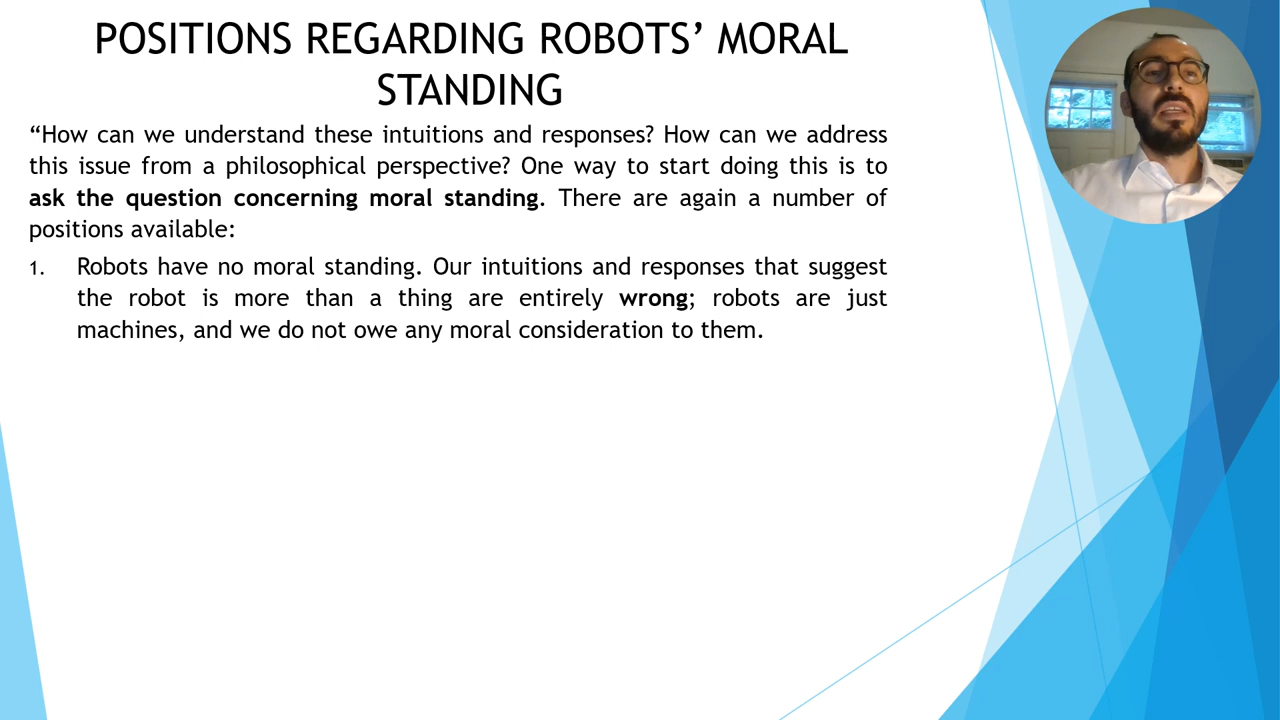 POSITIONS REGARDING ROBOTS’ MORAL
STANDING
“How can we understand these intuitions and responses? How can we address
this issue from a philosophical perspective? One way to start doing this is to
ask the question concerning moral standing. There are again a number of
positions available:
1. Robots have no moral standing. Our intuitions and responses that suggest
the robot is more than a thing are entirely wrong; robots are just
machines, and we do not owe any moral consideration to them.